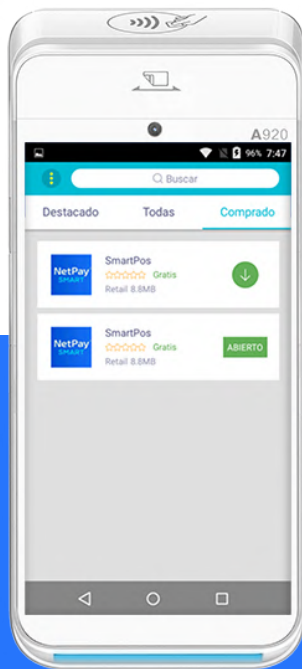 A920
96% 7:47
Buscar
Destacado Todas Comprado
NetPay
SMART
SmartPos
Gratis
Retail 8.8MB
NetPay
SMART
SmartPos
Gratis
Retail 8.8MB
ABIERTO